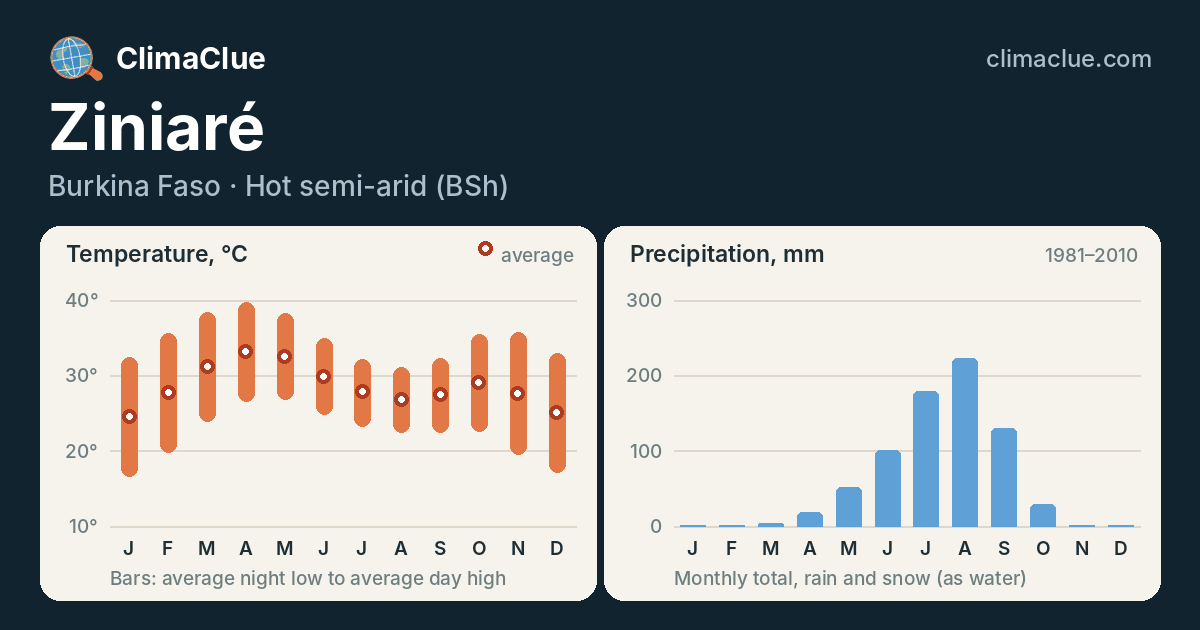 ClimaClue
climaclue.com
Ziniaré
Burkina Faso · Hot semi-arid (BSh)
Temperature, °C
average
40°
30°
20°
10°
J F M A M J J A S O N D
Bars: average night low to average day high
Precipitation, mm
1981–2010
300
200
100
0
J F M A M J J A S O N D
Monthly total, rain and snow (as water)